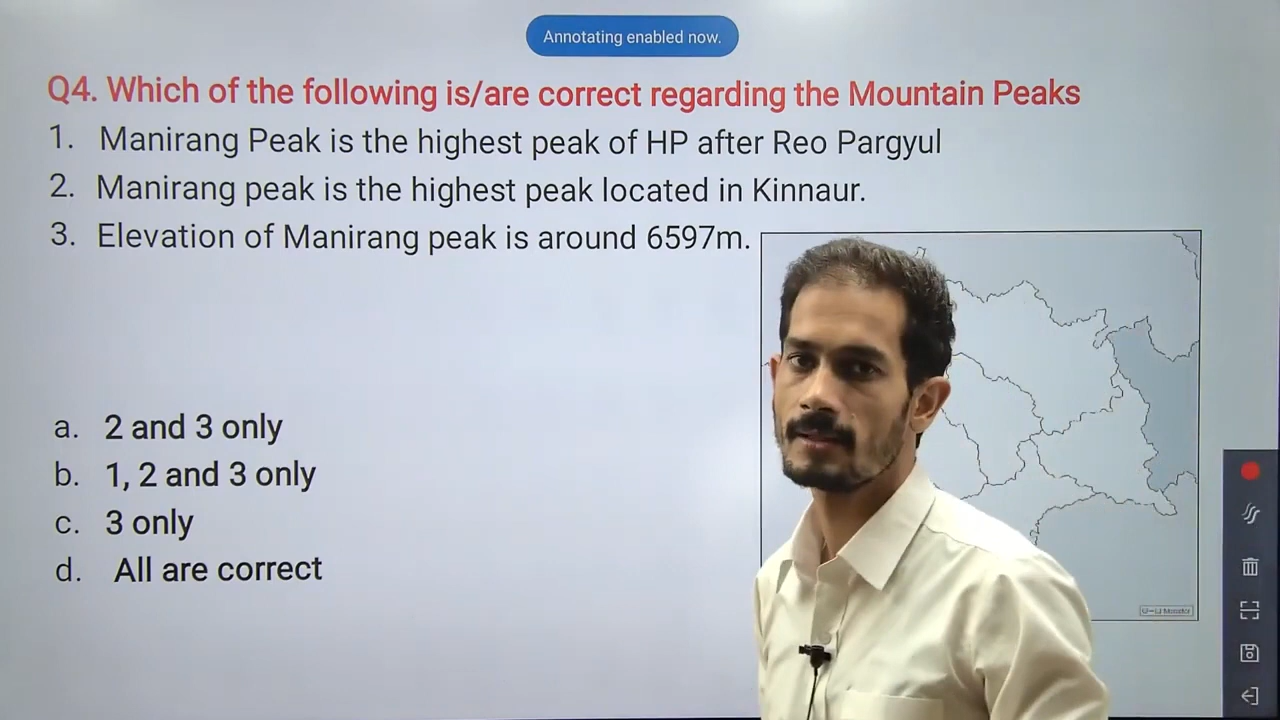 Annotating enabled now.
Q4. Which of the following is/are correct regarding the Mountain Peaks
1. Manirang Peak is the highest peak of HP after Reo Pargyul
2. Manirang peak is the highest peak located in Kinnaur.
3. Elevation of Manirang peak is around 6597m.
a. 2 and 3 only
b. 1, 2 and 3 only
c. 3 only
d. All are correct